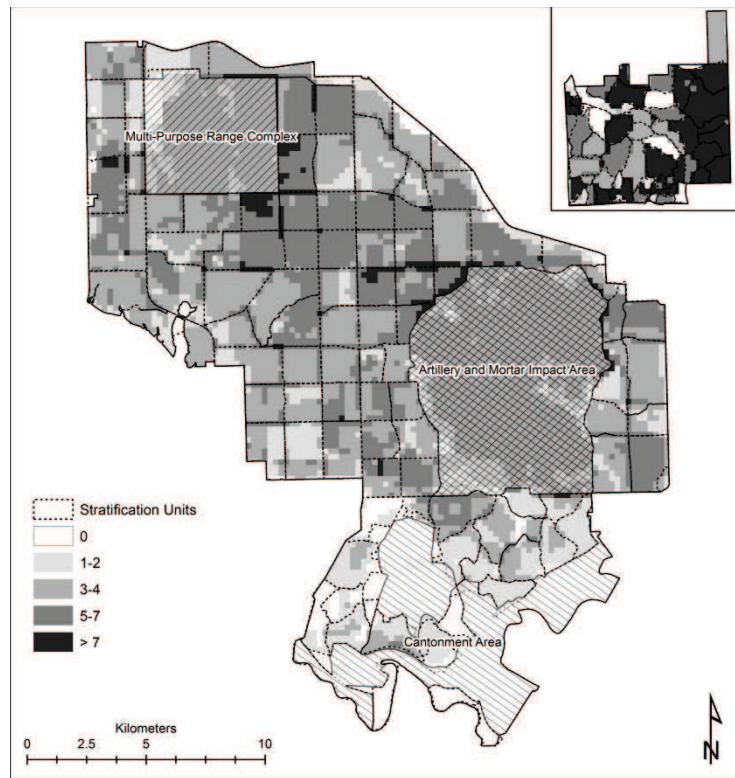 Multi-Purpose Range Complex
Artillery and Mortar Impact Area
Stratification Units
0
1-2
3-4
5-7
> 7
Cantonment Area
Kilometers
0 2.5 5 10
N